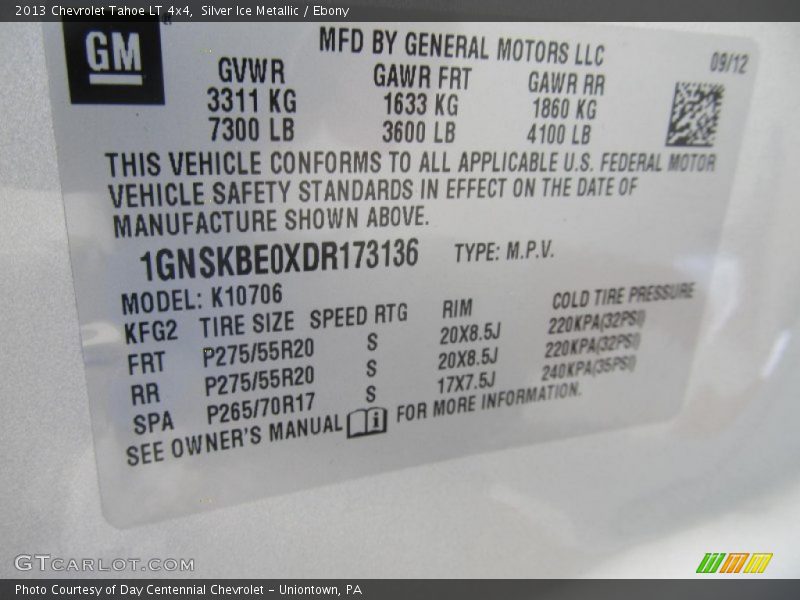 2013 Chevrolet Tahoe LT 4x4, Silver Ice Metallic / Ebony
GM
MFD BY GENERAL MOTORS LLC
09/12
GVWR GAWR FRT GAWR RR
3311 KG 1633 KG 1860 KG
7300 LB 3600 LB 4100 LB
THIS VEHICLE CONFORMS TO ALL APPLICABLE U.S. FEDERAL MOTOR
VEHICLE SAFETY STANDARDS IN EFFECT ON THE DATE OF
MANUFACTURE SHOWN ABOVE.
1GNSKBE0XDR173136 TYPE: M.P.V.
MODEL: K10706
KFG2 TIRE SIZE SPEED RTG RIM COLD TIRE PRESSURE
FRT P275/55R20 S 20X8.5J 220KPA(32PSI)
RR P275/55R20 S 20X8.5J 220KPA(32PSI)
SPA P265/70R17 S 17X7.5J 240KPA(35PSI)
SEE OWNER'S MANUAL i FOR MORE INFORMATION.
GTCARLOT.COM
Photo Courtesy of Day Centennial Chevrolet - Uniontown, PA